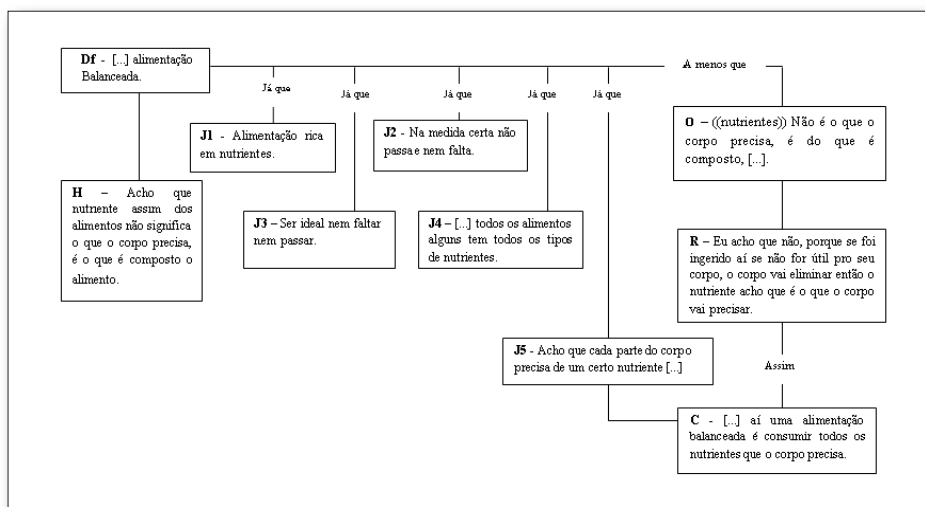 Df - [...] alimentação
Balanceada.
A menos que
Já que
Já que
Já que
Já que
Já que
J1 - Alimentação rica
em nutrientes.
J2 - Na medida certa não
passa e nem falta.
O – ((nutrientes)) Não é o que o
corpo precisa, é do que é
composto, [...].
H – Acho que
nutriente assim dos
alimentos não significa
o que o corpo precisa,
é o que é composto o
alimento.
J3 – Ser ideal nem faltar
nem passar.
J4 – [...] todos os alimentos
alguns tem todos os tipos
de nutrientes.
R – Eu acho que não, porque se foi
ingerido aí se não for útil pro seu
corpo, o corpo vai eliminar então o
nutriente acho que é o que o corpo
vai precisar.
J5 - Acho que cada parte do corpo
precisa de um certo nutriente [...]
Assim
C - [...] aí uma alimentação
balanceada é consumir todos os
nutrientes que o corpo precisa.